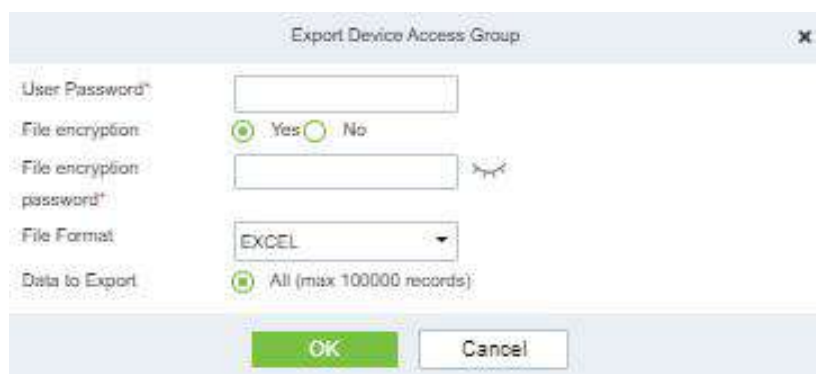 Export Device Access Group
User Password*
File encryption Yes No
File encryption
password*
File Format EXCEL
Data to Export All (max 100000 records)
OK Cancel